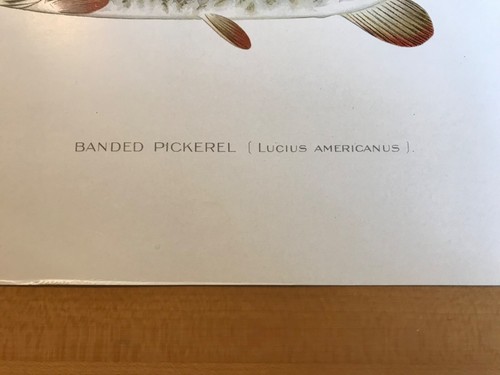 BANDED PICKEREL ( LUCIUS AMERICANUS ).